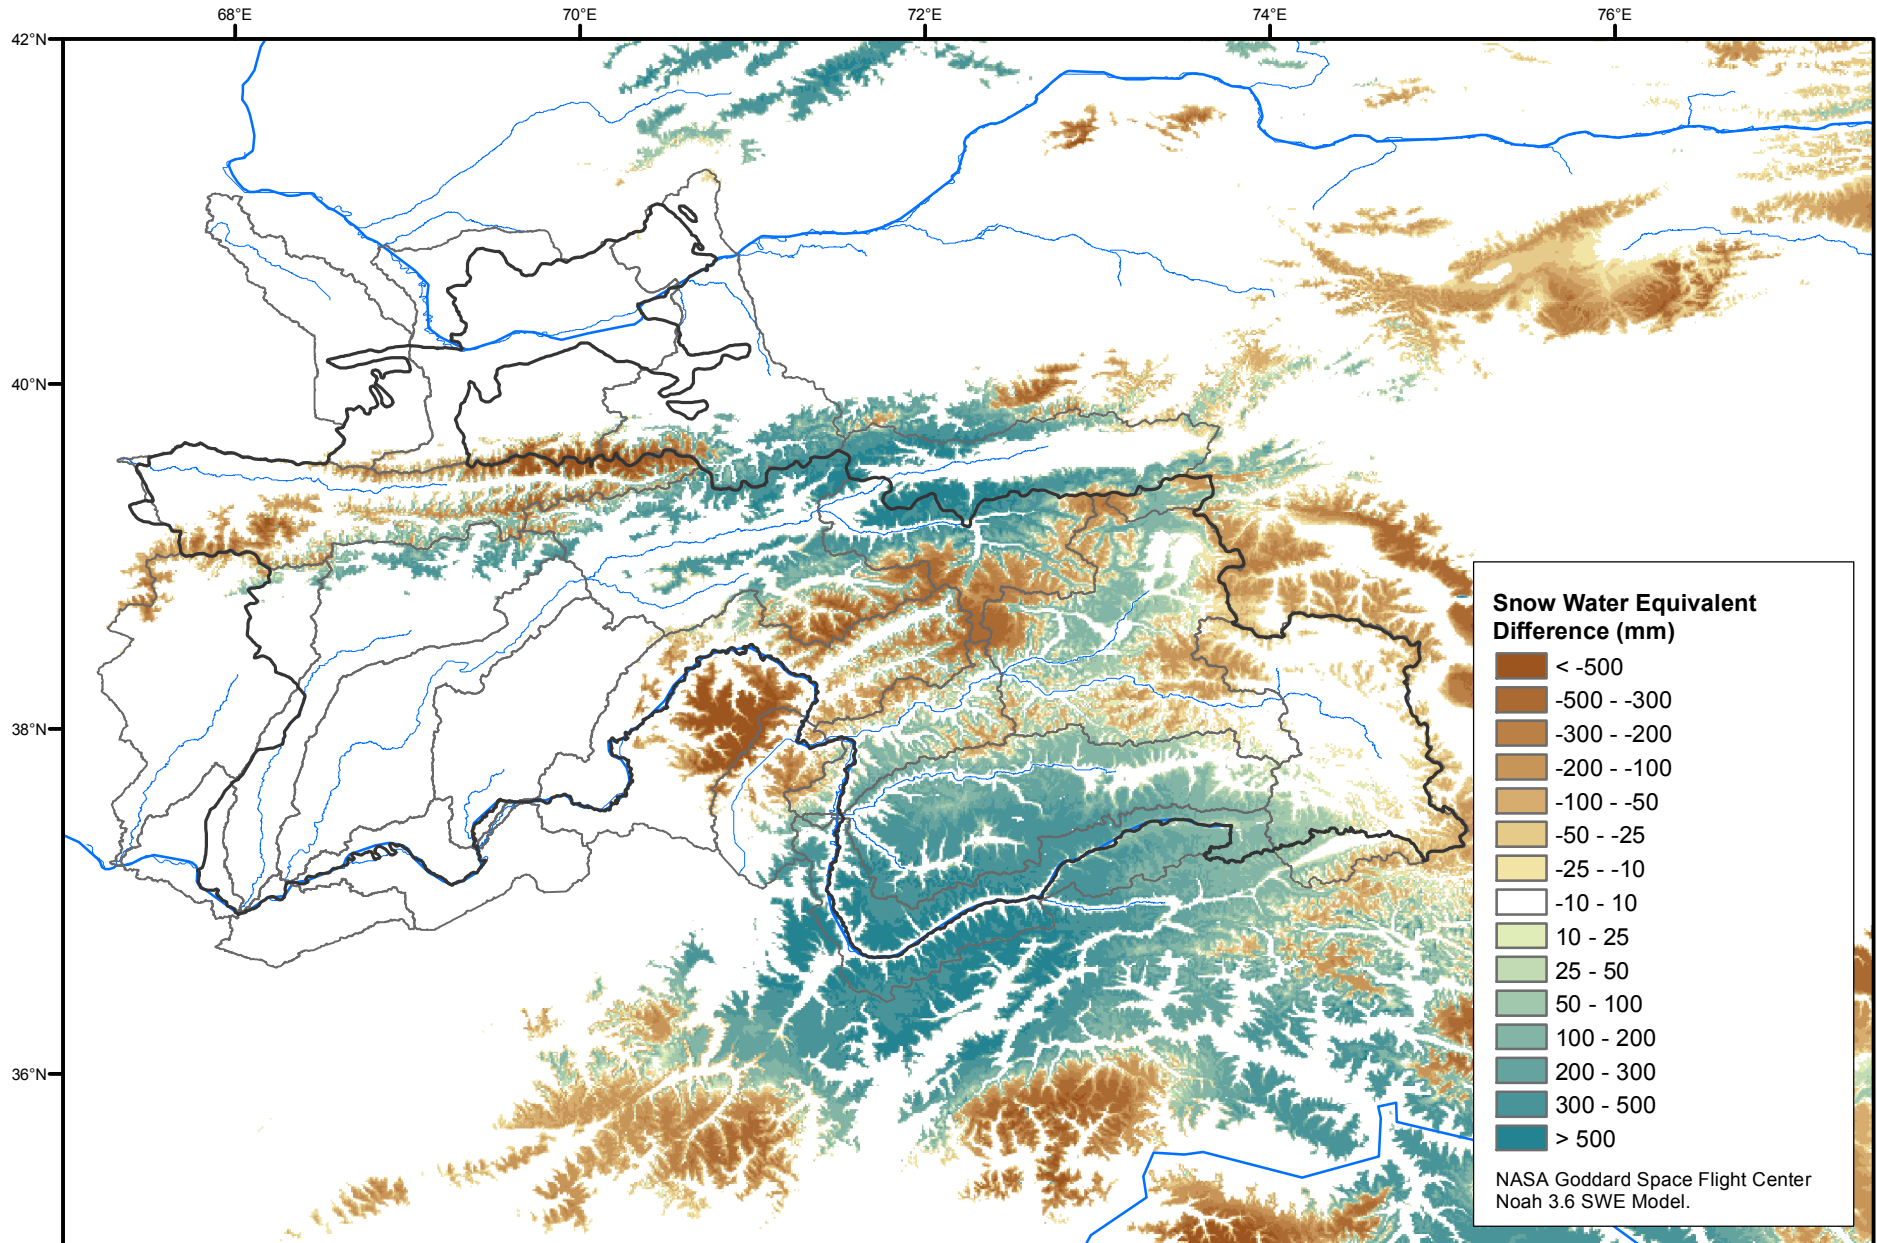 68°E 70°E 72°E 74°E 76°E
42°N
40°N
38°N
36°N
Snow Water Equivalent
Difference (mm)
< -500
-500 - -300
-300 - -200
-200 - -100
-100 - -50
-50 - -25
-25 - -10
-10 - 10
10 - 25
25 - 50
50 - 100
100 - 200
200 - 300
300 - 500
> 500
NASA Goddard Space Flight Center
Noah 3.6 SWE Model.